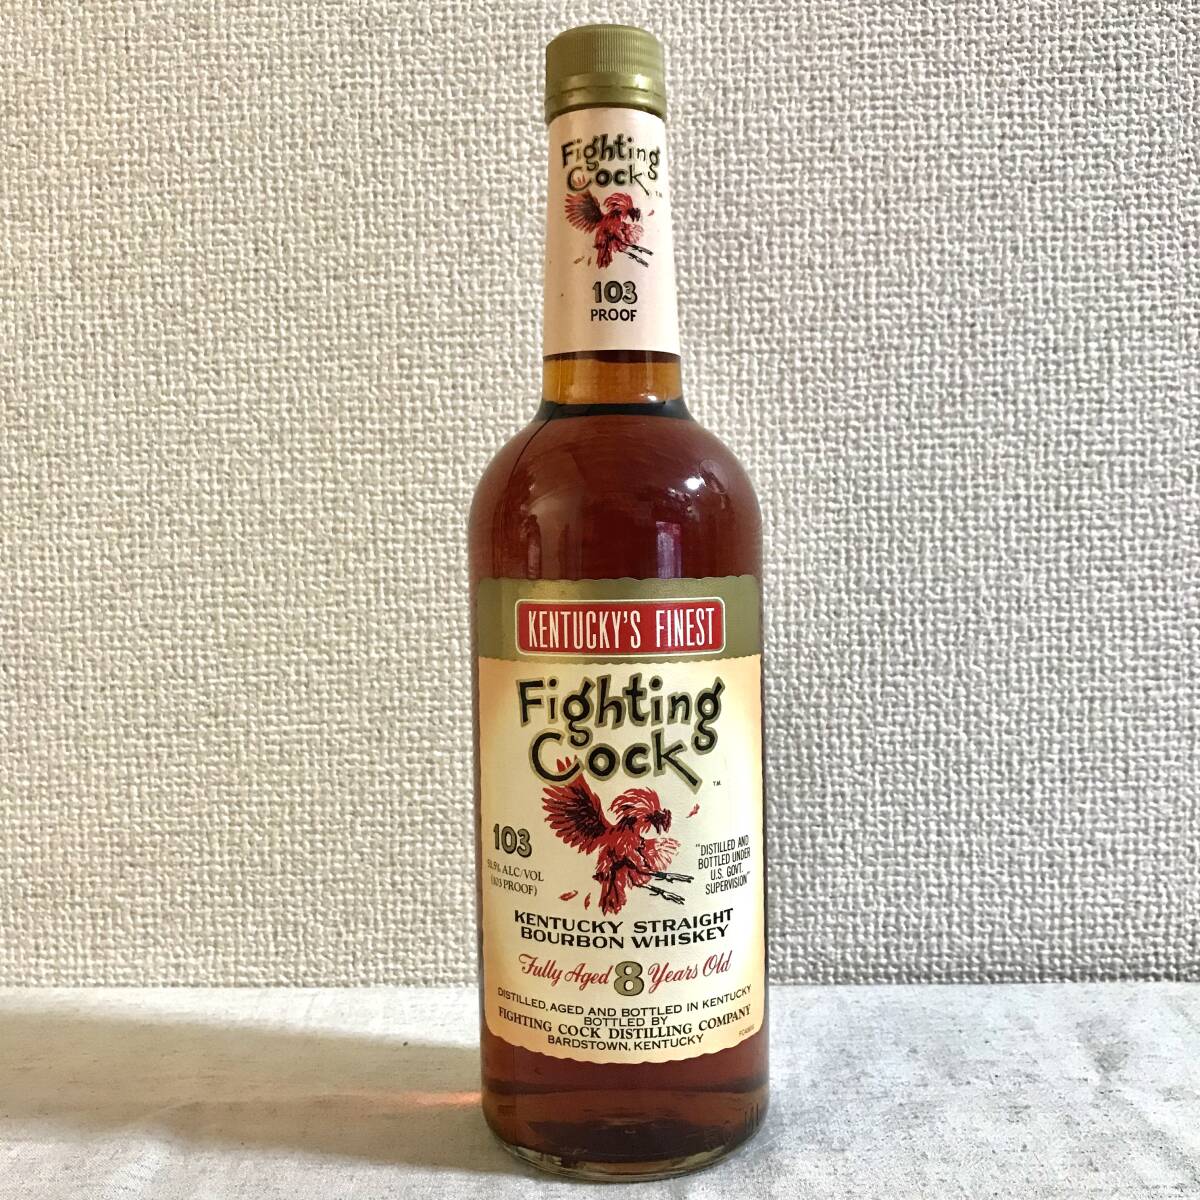 Fighting
Cock
TM
103
PROOF
KENTUCKY'S FINEST
Fighting
Cock
TM
103
51.5% ALC/VOL
(103 PROOF)
"DISTILLED AND
BOTTLED UNDER
U.S. GOVT.
SUPERVISION"
KENTUCKY STRAIGHT
BOURBON WHISKEY
Fully Aged 8 Years Old
DISTILLED, AGED AND BOTTLED IN KENTUCKY
BOTTLED BY
FIGHTING COCK DISTILLING COMPANY
BARDSTOWN, KENTUCKY